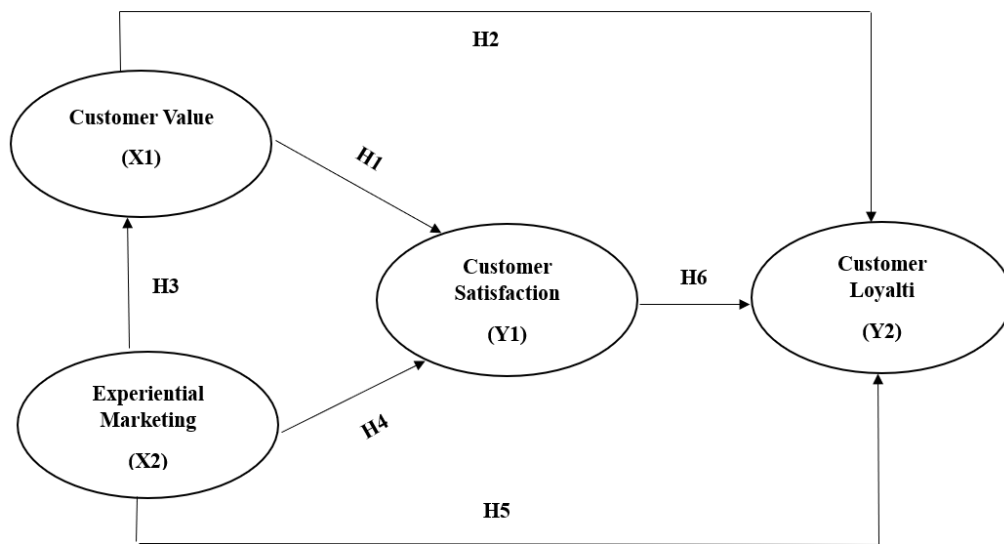 H2
Customer Value
(X1)
H1
Customer
Satisfaction
(Y1)
H6
Customer
Loyalti
(Y2)
H3
Experiential
Marketing
(X2)
H4
H5